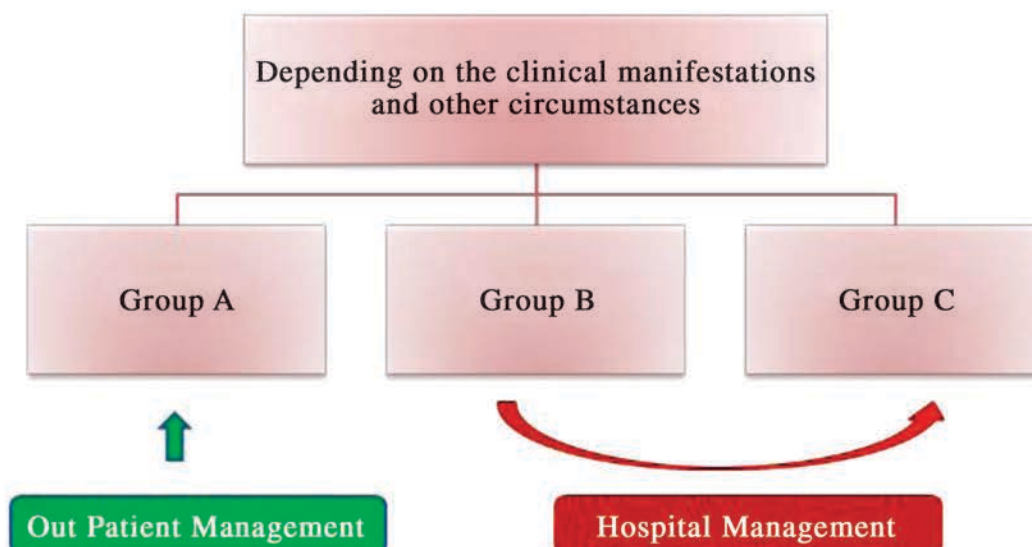 Depending on the clinical manifestations
and other circumstances
Group A
Group B
Group C
Out Patient Management
Hospital Management